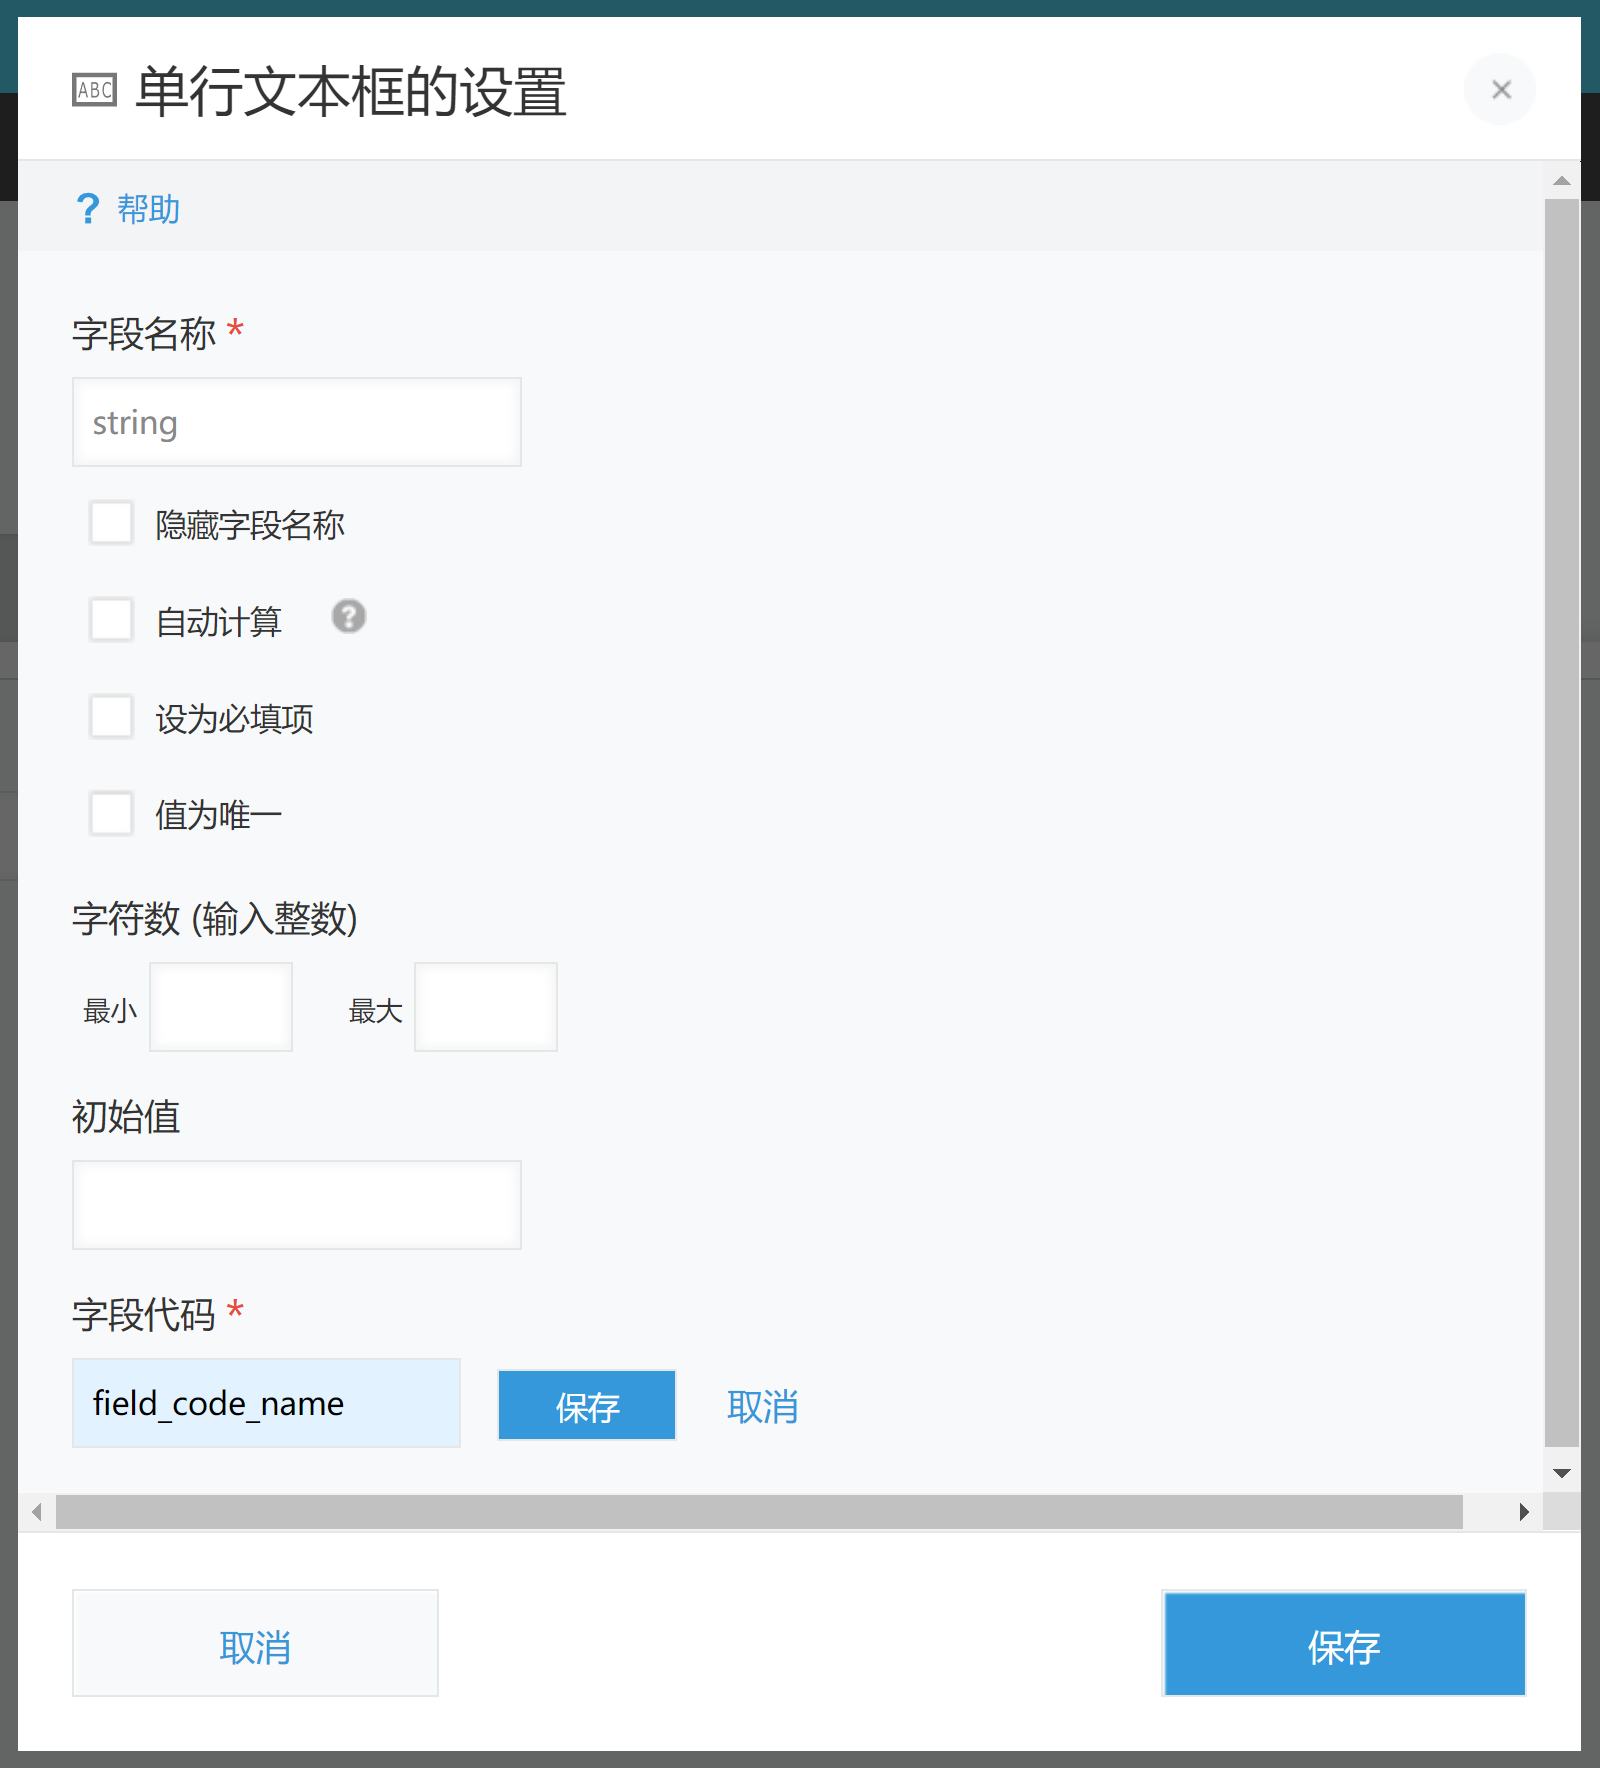 ABC 单行文本框的设置 ×
? 帮助
字段名称 *
string
隐藏字段名称
自动计算 ?
设为必填项
值为唯一
字符数 (输入整数)
最小 最大
初始值
字段代码 *
field_code_name 保存 取消
取消 保存